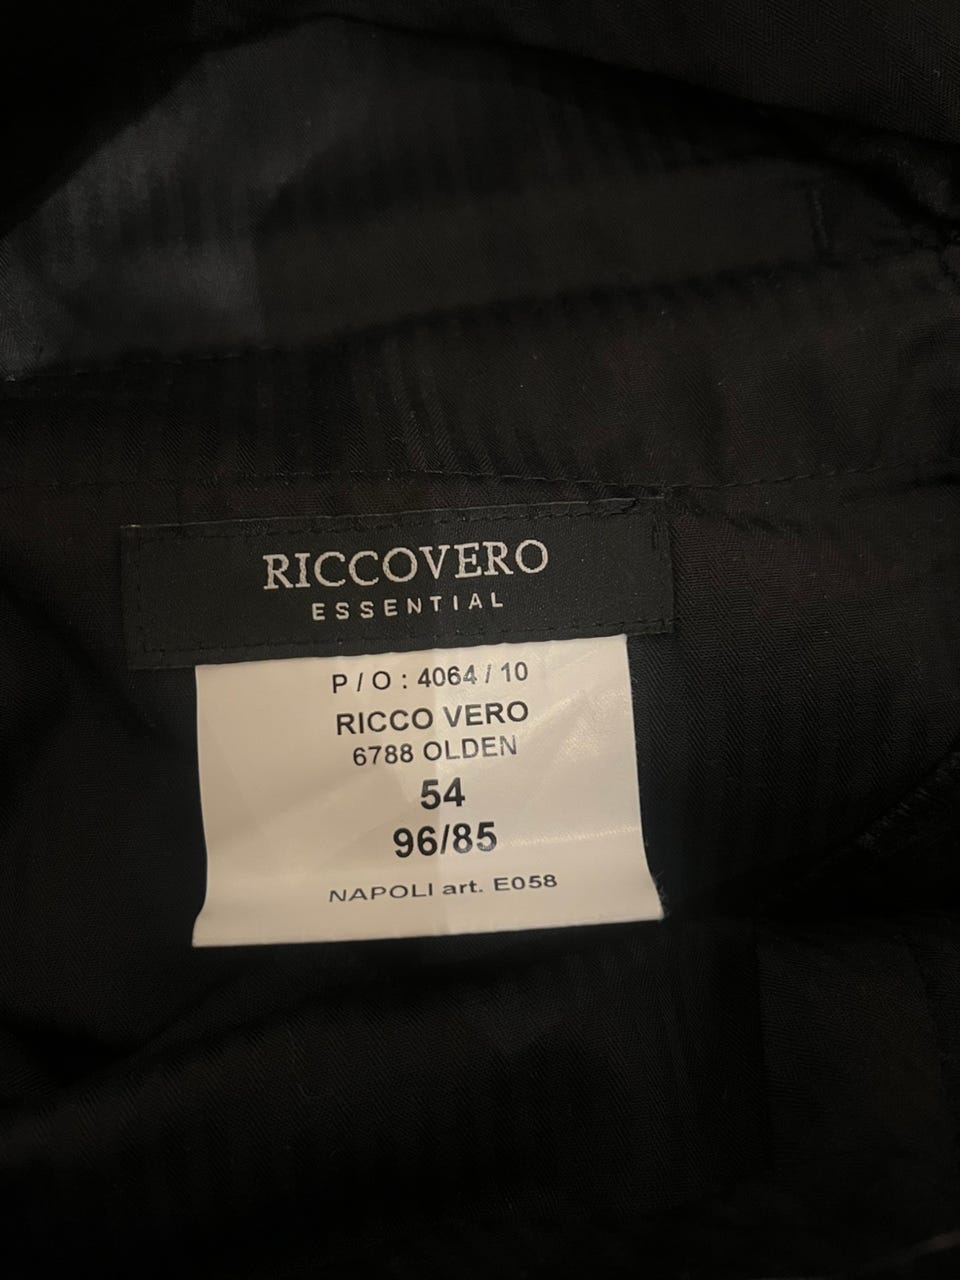 RICCOVERO
ESSENTIAL
P / O : 4064 / 10
RICCO VERO
6788 OLDEN
54
96/85
NAPOLI art. E058